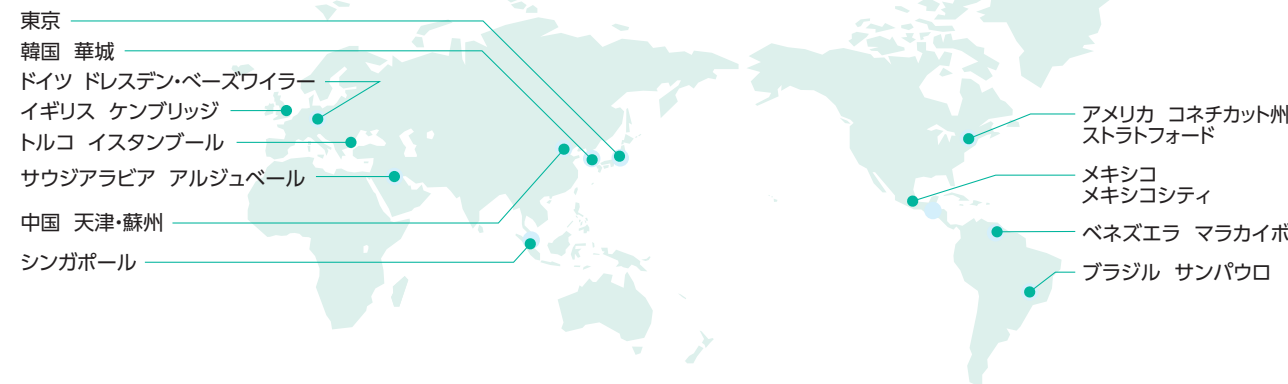 東京
韓国 華城
ドイツ ドレスデン・ベーズワイラー
イギリス ケンブリッジ
トルコ イスタンブール
サウジアラビア アルジュベール
中国 天津・蘇州
シンガポール
アメリカ コネチカット州
ストラトフォード
メキシコ
メキシコシティ
ベネズエラ マラカイボ
ブラジル サンパウロ